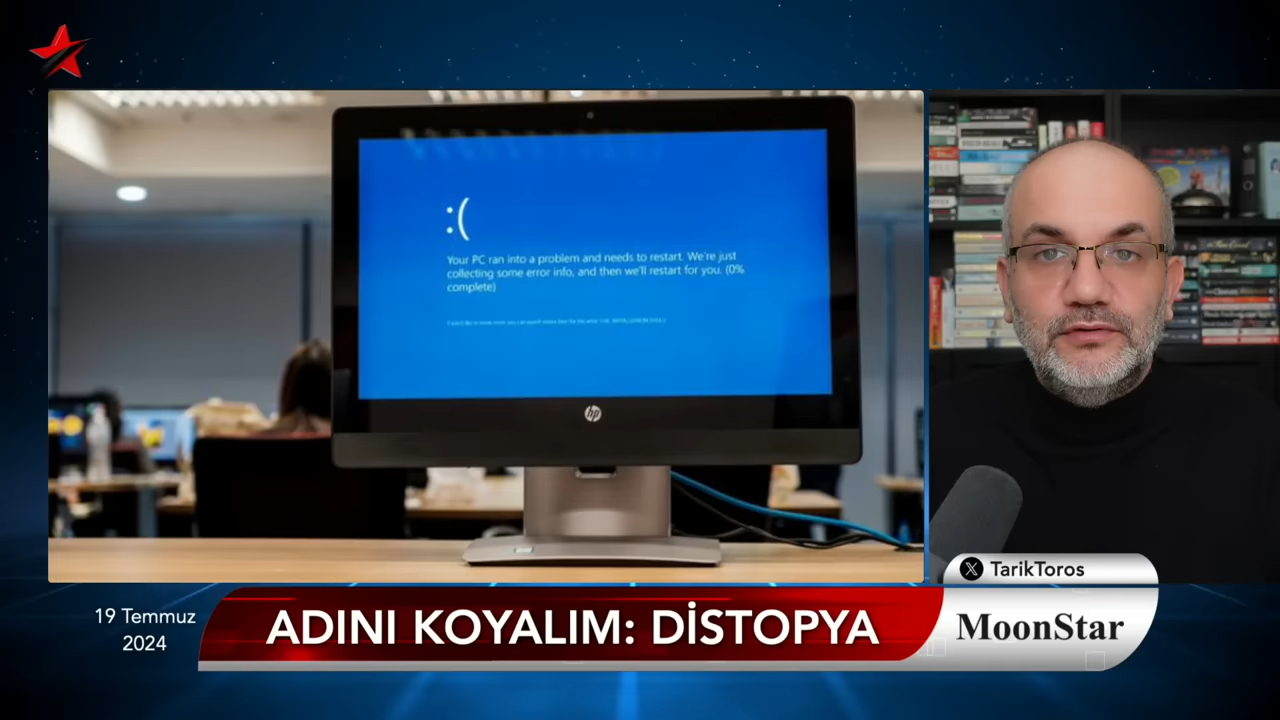 :(
Your PC ran into a problem and needs to restart. We're just
collecting some error info, and then we'll restart for you. (0%
complete)
hp
TarikToros
19 Temmuz
2024
ADINI KOYALIM: DİSTOPYA
MoonStar